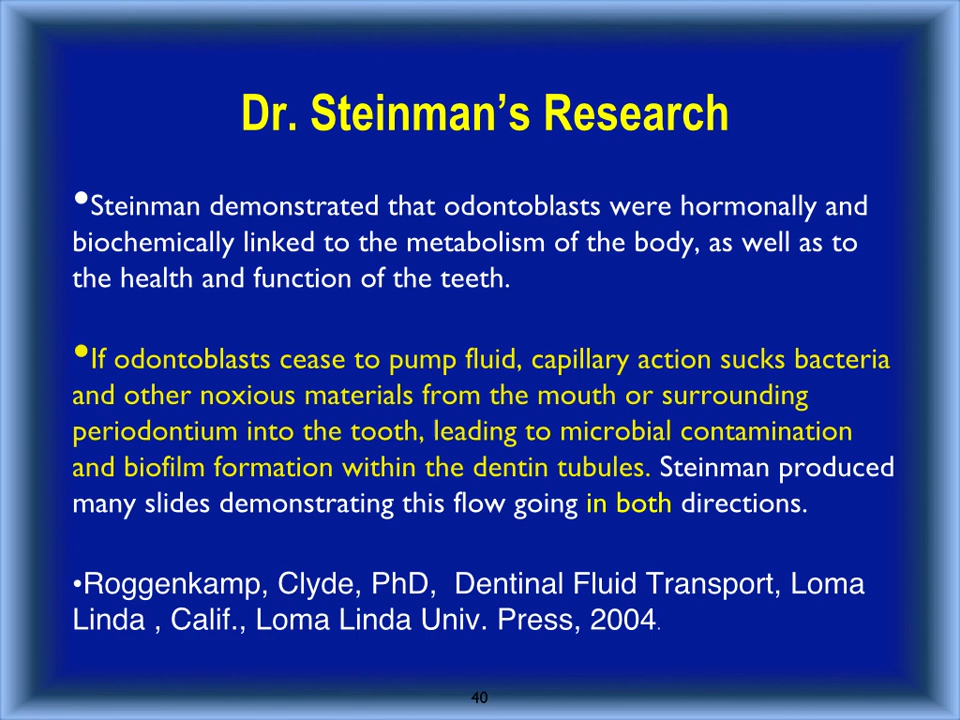 Dr. Steinman's Research
•Steinman demonstrated that odontoblasts were hormonally and
biochemically linked to the metabolism of the body, as well as to
the health and function of the teeth.
•If odontoblasts cease to pump fluid, capillary action sucks bacteria
and other noxious materials from the mouth or surrounding
periodontium into the tooth, leading to microbial contamination
and biofilm formation within the dentin tubules. Steinman produced
many slides demonstrating this flow going in both directions.
•Roggenkamp, Clyde, PhD,  Dentinal Fluid Transport, Loma
Linda , Calif., Loma Linda Univ. Press, 2004.
40